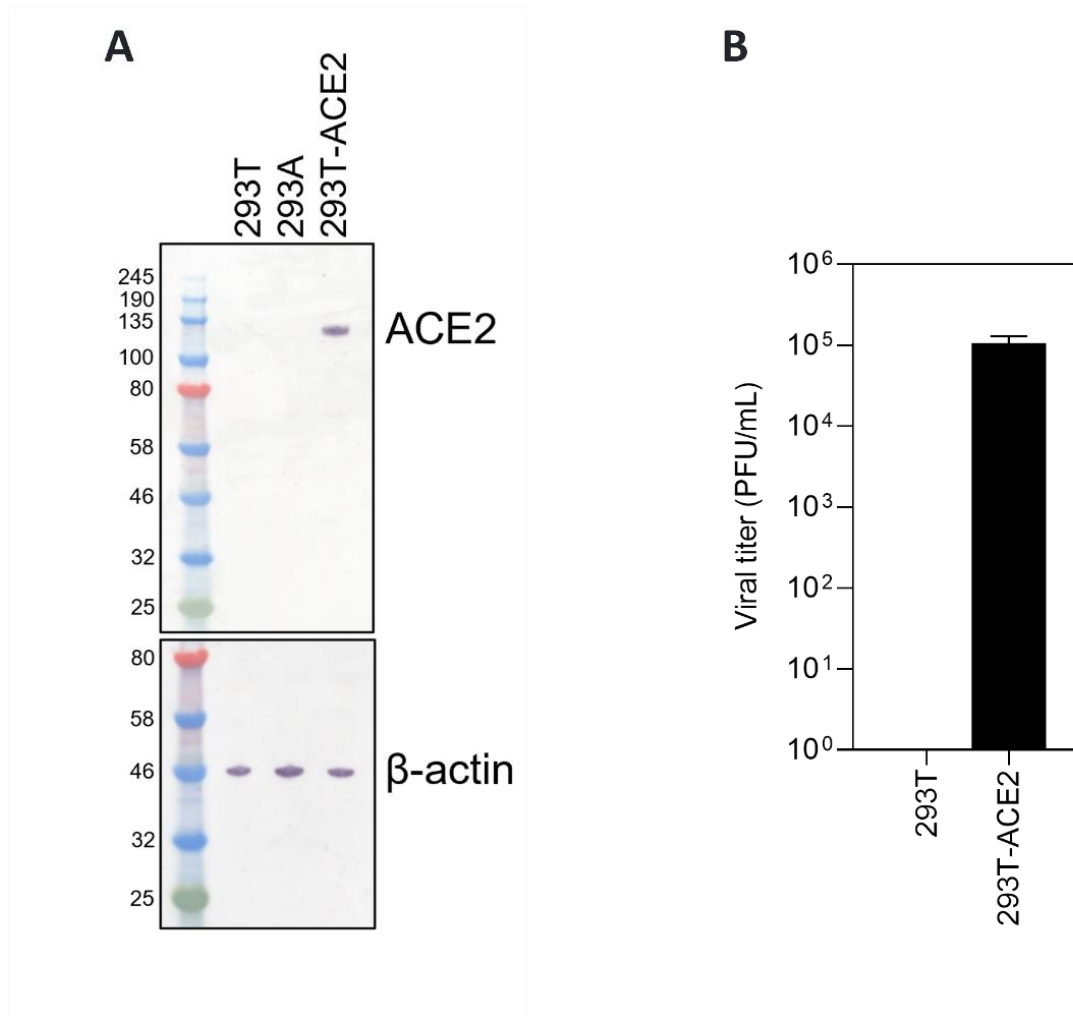 A
293T
293A
293T-ACE2
245
190
135
100
80
58
46
32
25
ACE2
80
58
46
32
25
β-actin
B
Viral titer (PFU/mL)
10⁶
10⁵
10⁴
10³
10²
10¹
10⁰
293T
293T-ACE2